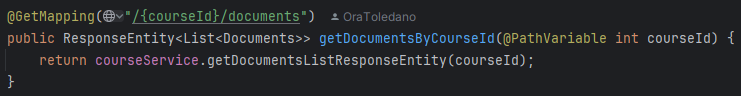 @GetMapping("/{courseId}/documents") OraToledano
public ResponseEntity<List<Documents>> getDocumentsByCourseId(@PathVariable int courseId) {
    return courseService.getDocumentsListResponseEntity(courseId);
}